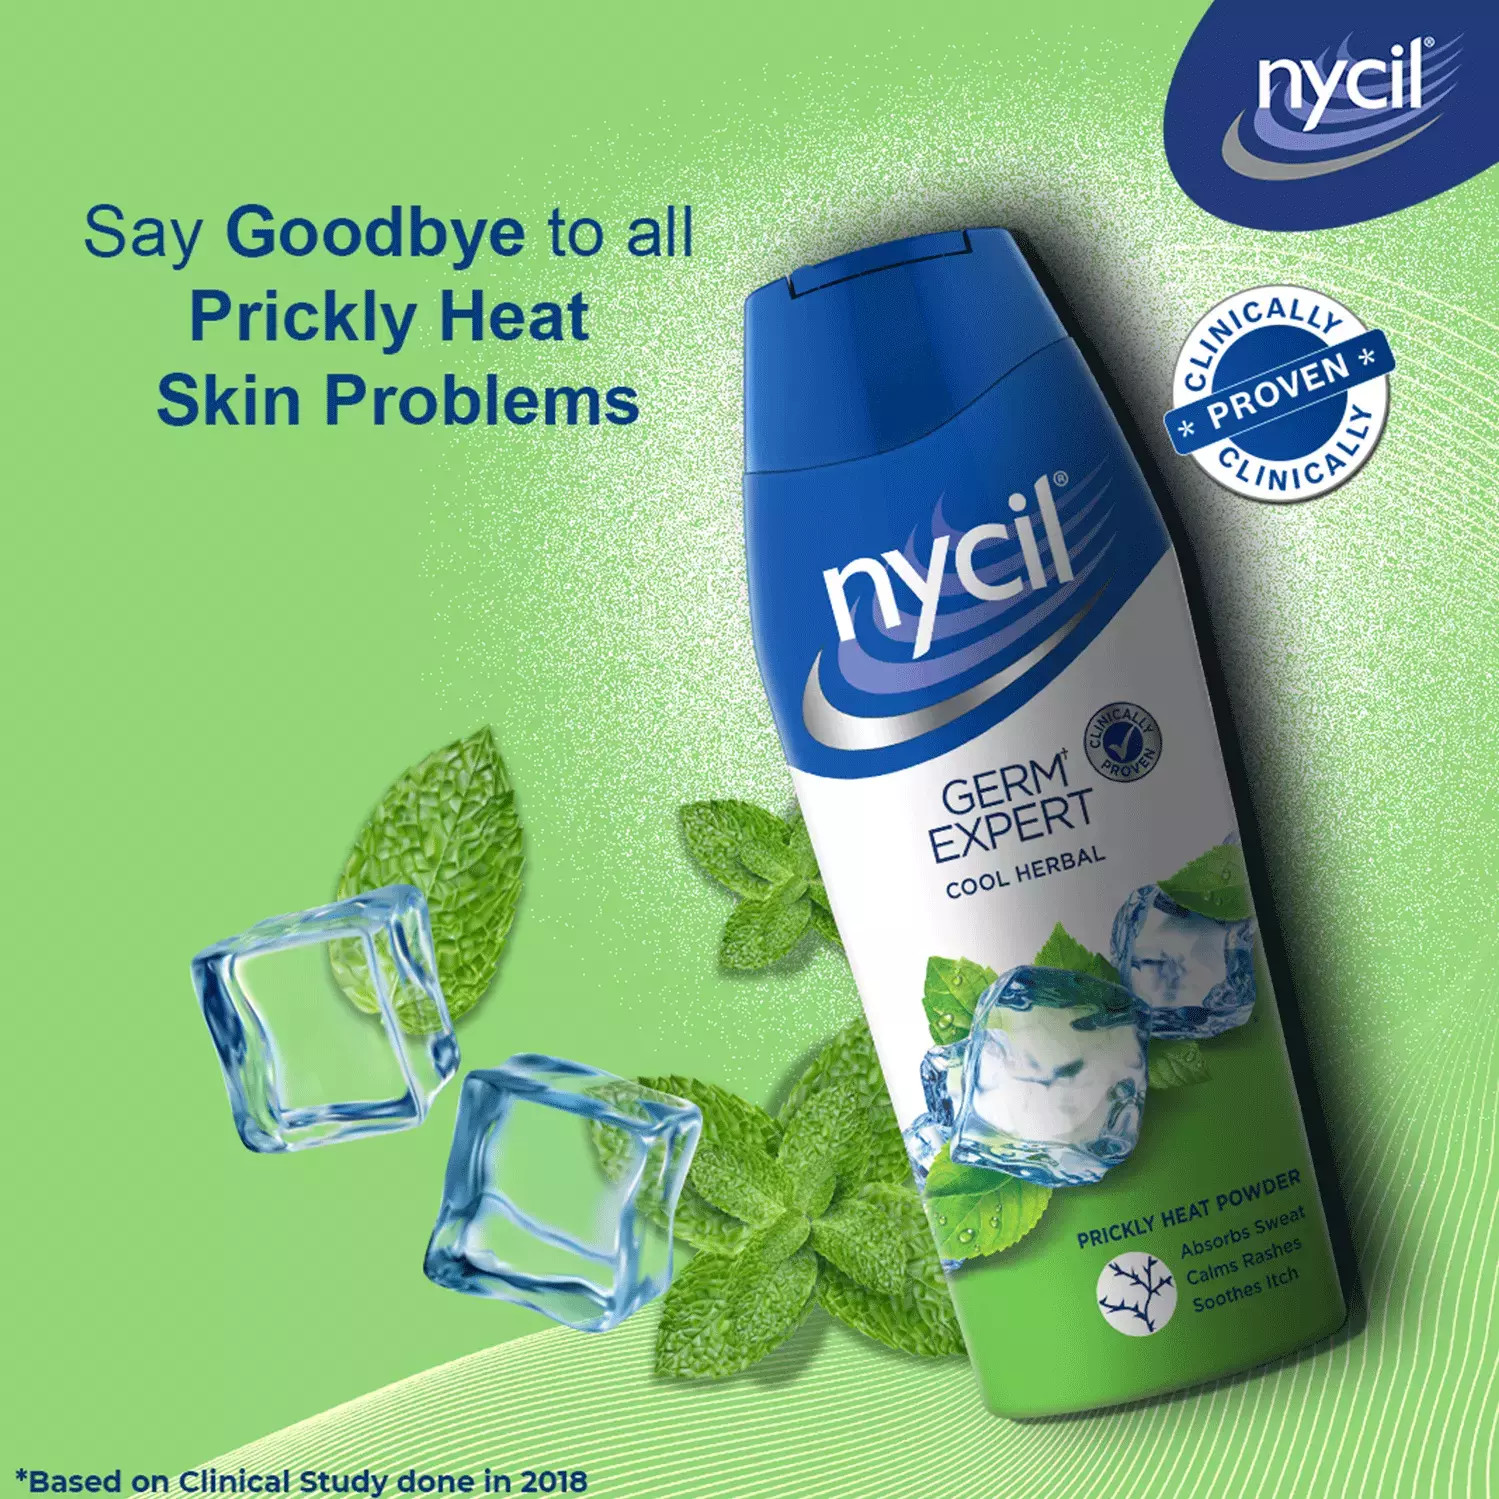 nycil®
Say Goodbye to all
Prickly Heat
Skin Problems
CLINICALLY
* PROVEN *
CLINICALLY
nycil®
CLINICALLY
PROVEN
GERM†
EXPERT
COOL HERBAL
PRICKLY HEAT POWDER
Absorbs Sweat
Calms Rashes
Soothes Itch
*Based on Clinical Study done in 2018